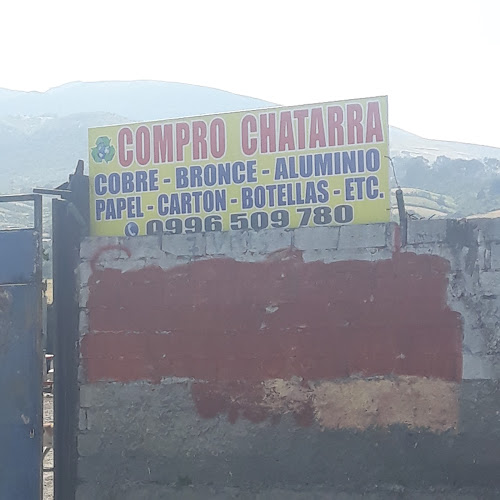 COMPRO CHATARRA
COBRE - BRONCE - ALUMINIO
PAPEL - CARTON - BOTELLAS - ETC.
0996 509 780